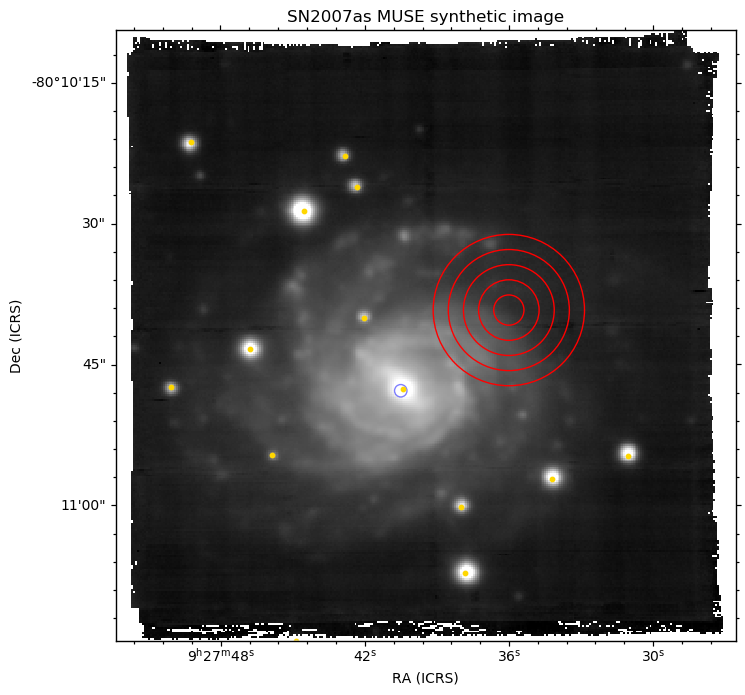 SN2007as MUSE synthetic image
-80°10'15"
30"
45"
11'00"
Dec (ICRS)
9ʰ27ᵐ48ˢ
42ˢ
36ˢ
30ˢ
RA (ICRS)